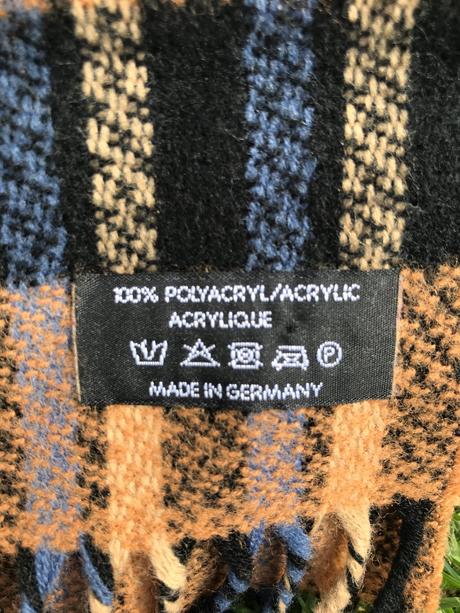 100% POLYACRYL/ACRYLIC
ACRYLIQUE
P
MADE IN GERMANY